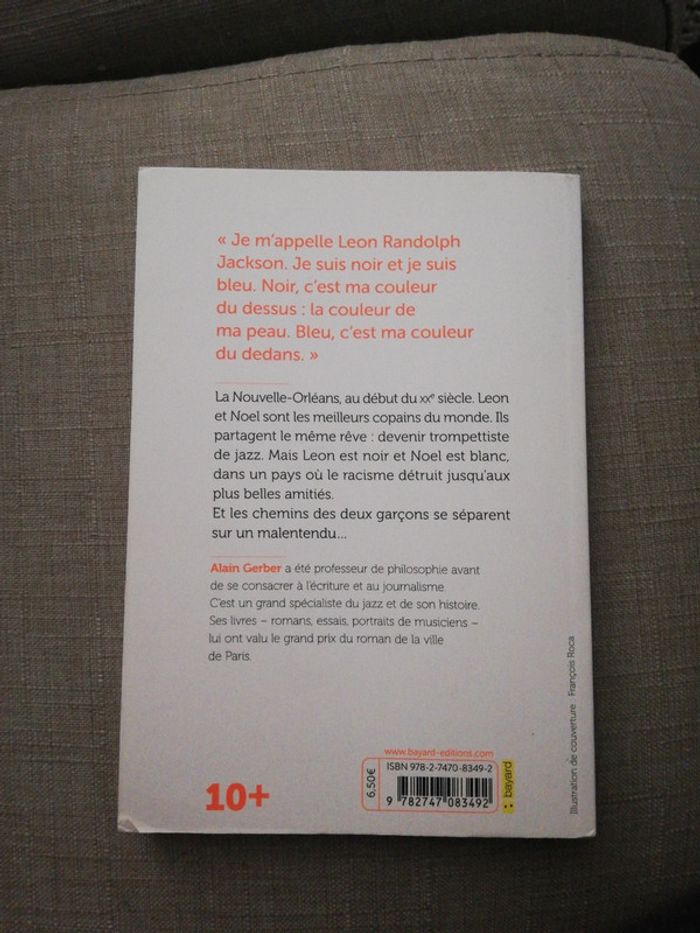 « Je m'appelle Leon Randolph
Jackson. Je suis noir et je suis
bleu. Noir, c'est ma couleur
du dessus : la couleur de
ma peau. Bleu, c'est ma couleur
du dedans. »
La Nouvelle-Orléans, au début du XXe siècle. Leon
et Noel sont les meilleurs copains du monde. Ils
partagent le même rêve : devenir trompettiste
de jazz. Mais Leon est noir et Noel est blanc,
dans un pays où le racisme détruit jusqu'aux
plus belles amitiés.
Et les chemins des deux garçons se séparent
sur un malentendu...
Alain Gerber a été professeur de philosophie avant
de se consacrer à l'écriture et au journalisme.
C'est un grand spécialiste du jazz et de son histoire.
Ses livres – romans, essais, portraits de musiciens –
lui ont valu le grand prix du roman de la ville
de Paris.
Illustration de couverture François Roca
www.bayard-editions.com
ISBN 978-2-7470-8349-2
6,50€
bayard
9 782747 083492
10+